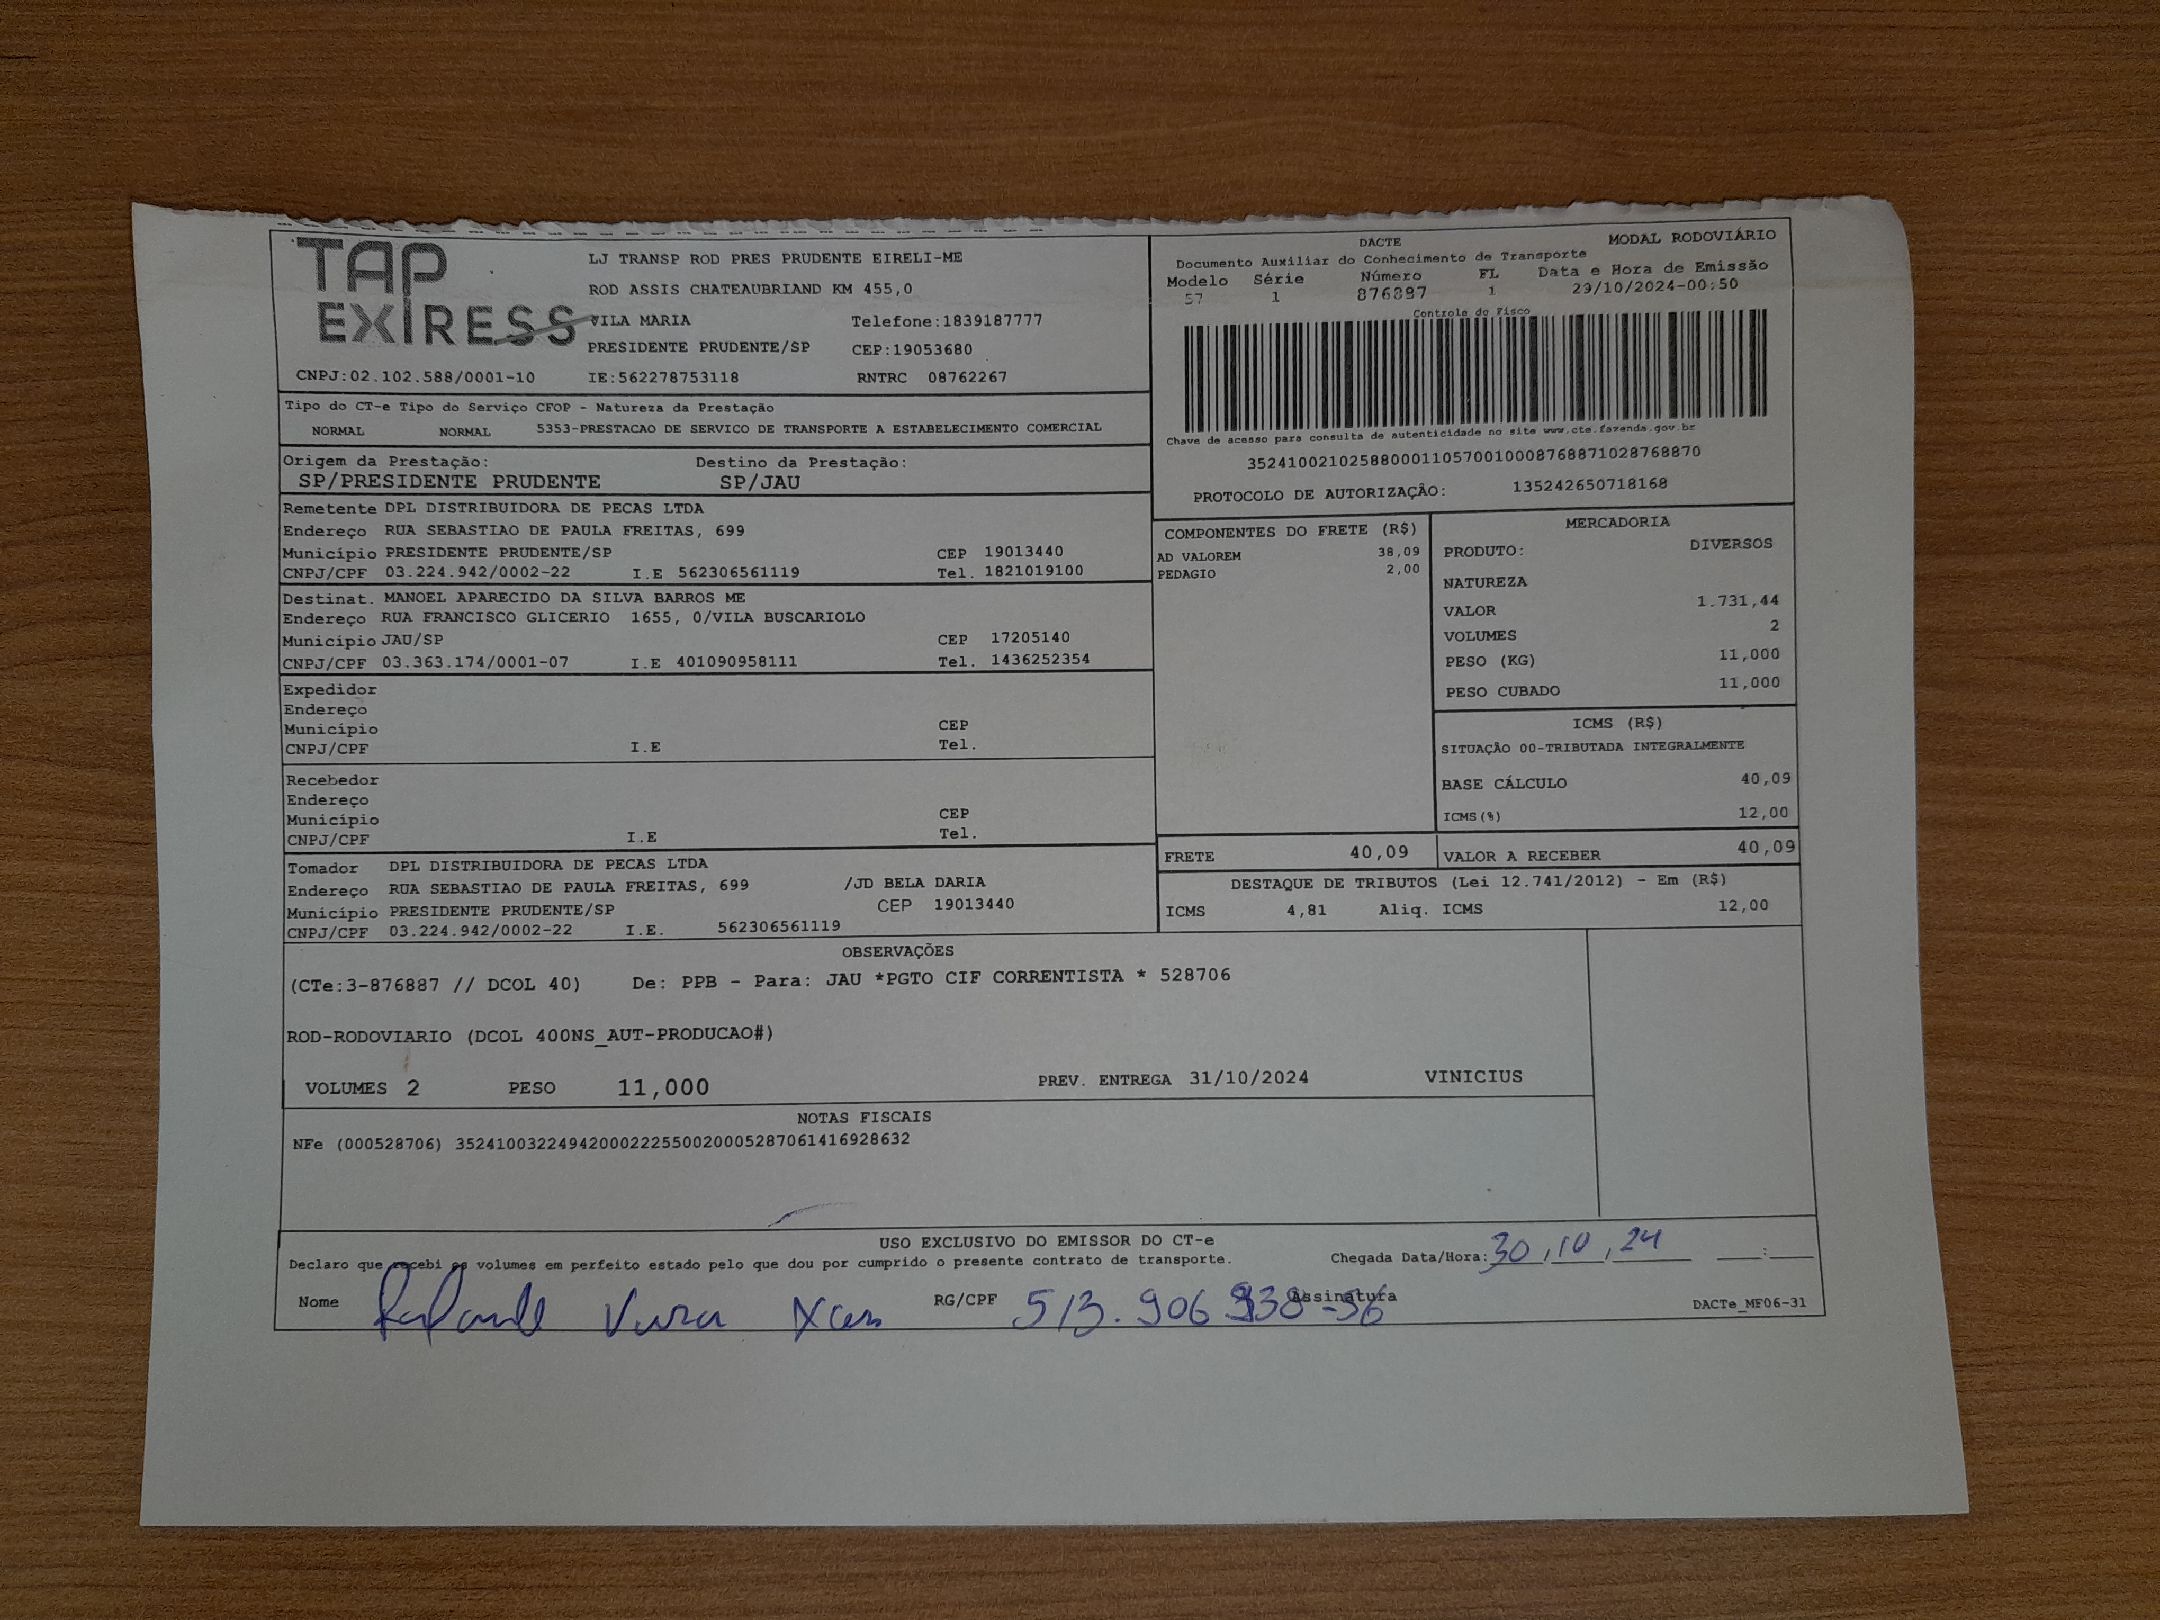 TAP
EXPRESS
LJ TRANSP ROD PRES PRUDENTE EIRELI-ME
ROD ASSIS CHATEAUBRIAND KM 455,0
VILA MARIA Telefone:1839187777
PRESIDENTE PRUDENTE/SP CEP:19053680
CNPJ:02.102.588/0001-10 IE:562278753118 RNTRC 08762267
DACTE MODAL RODOVIÁRIO
Documento Auxiliar do Conhecimento de Transporte
Modelo Série Número FL Data e Hora de Emissão
57 1 876887 1 29/10/2024-00:50
Controle do Fisco
Chave de acesso para consulta de autenticidade no site www.cte.fazenda.gov.br
35241002102588000110570010008768871028768870
PROTOCOLO DE AUTORIZAÇÃO: 135242650718168
Tipo do CT-e Tipo do Serviço CFOP - Natureza da Prestação
NORMAL NORMAL 5353-PRESTACAO DE SERVICO DE TRANSPORTE A ESTABELECIMENTO COMERCIAL
Origem da Prestação: Destino da Prestação:
SP/PRESIDENTE PRUDENTE SP/JAU
Remetente DPL DISTRIBUIDORA DE PECAS LTDA
Endereço RUA SEBASTIAO DE PAULA FREITAS, 699
Município PRESIDENTE PRUDENTE/SP CEP 19013440
CNPJ/CPF 03.224.942/0002-22 I.E 562306561119 Tel. 1821019100
Destinat. MANOEL APARECIDO DA SILVA BARROS ME
Endereço RUA FRANCISCO GLICERIO 1655, 0/VILA BUSCARIOLO
Município JAU/SP CEP 17205140
CNPJ/CPF 03.363.174/0001-07 I.E 401090958111 Tel. 1436252354
Expedidor
Endereço
Município CEP
CNPJ/CPF I.E Tel.
Recebedor
Endereço
Município CEP
CNPJ/CPF I.E Tel.
Tomador DPL DISTRIBUIDORA DE PECAS LTDA
Endereço RUA SEBASTIAO DE PAULA FREITAS, 699 /JD BELA DARIA
Município PRESIDENTE PRUDENTE/SP CEP 19013440
CNPJ/CPF 03.224.942/0002-22 I.E. 562306561119
COMPONENTES DO FRETE (R$)
AD VALOREM 38,09
PEDAGIO 2,00
MERCADORIA
PRODUTO: DIVERSOS
NATUREZA
VALOR 1.731,44
VOLUMES 2
PESO (KG) 11,000
PESO CUBADO 11,000
ICMS (R$)
SITUAÇÃO 00-TRIBUTADA INTEGRALMENTE
BASE CÁLCULO 40,09
ICMS(%) 12,00
FRETE 40,09 VALOR A RECEBER 40,09
DESTAQUE DE TRIBUTOS (Lei 12.741/2012) - Em (R$)
ICMS 4,81 Aliq. ICMS 12,00
OBSERVAÇÕES
(CTe:3-876887 // DCOL 40) De: PPB - Para: JAU *PGTO CIF CORRENTISTA * 528706
ROD-RODOVIARIO (DCOL 400NS_AUT-PRODUCAO#)
VOLUMES 2 PESO 11,000 PREV. ENTREGA 31/10/2024 VINICIUS
NOTAS FISCAIS
NFe (000528706) 35241003224942000222550020005287061416928632
USO EXCLUSIVO DO EMISSOR DO CT-e
Declaro que recebi os volumes em perfeito estado pelo que dou por cumprido o presente contrato de transporte. Chegada Data/Hora: 30,10,24 :
Nome RG/CPF 513.906 938-56 Assinatura
DACTe_MF06-31